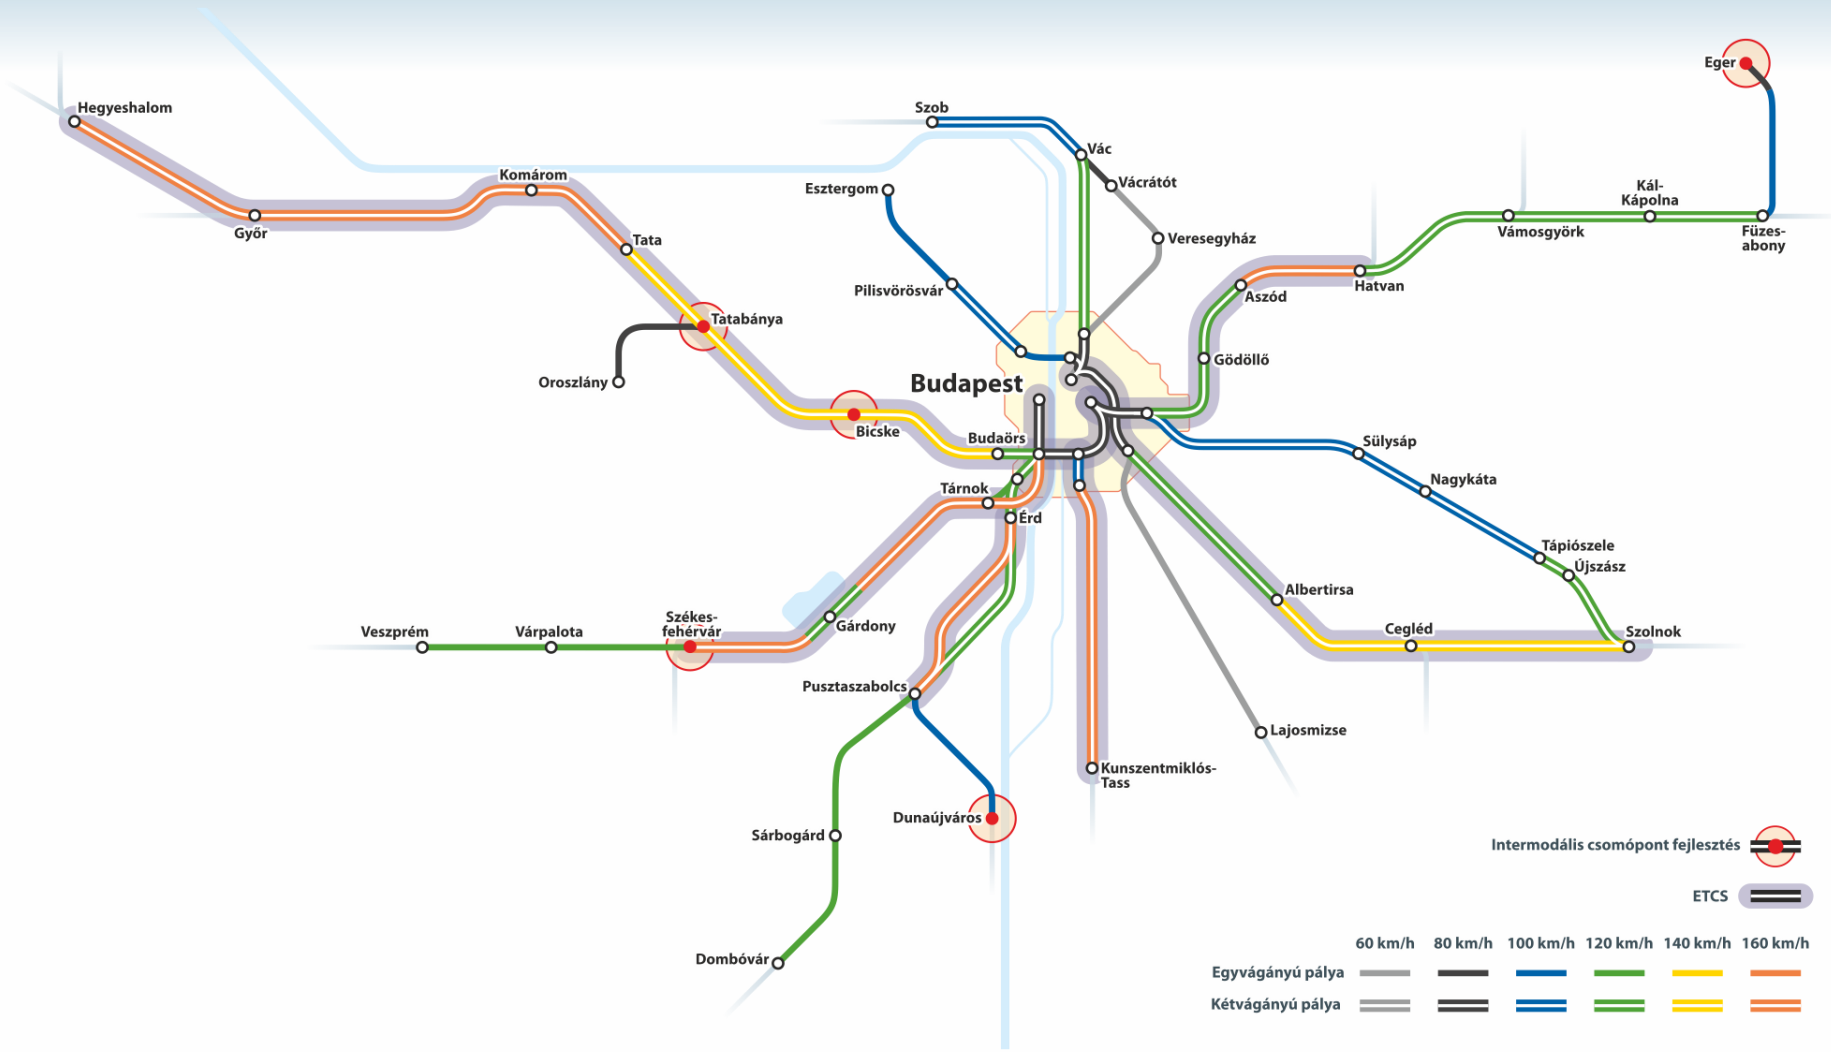 Eger
Hegyeshalom
Szob
Vác
Komárom
Vácrátót
Esztergom
Kál-
Kápolna
Győr
Tata
Veresegyház
Vámosgyörk
Füzes-
abony
Pilisvörösvár
Aszód
Hatvan
Tatabánya
Gödöllő
Oroszlány
Budapest
Bicske
Budaörs
Sülysáp
Tárnok
Nagykáta
Érd
Tápiószele
Újszász
Albertirsa
Székes-
fehérvár
Gárdony
Veszprém
Várpalota
Cegléd
Szolnok
Pusztaszabolcs
Lajosmizse
Kunszentmiklós-
Tass
Dunaújváros
Sárbogárd
Dombóvár
Intermodális csomópont fejlesztés
ETCS
60 km/h 80 km/h 100 km/h 120 km/h 140 km/h 160 km/h
Egyvágányú pálya
Kétvágányú pálya